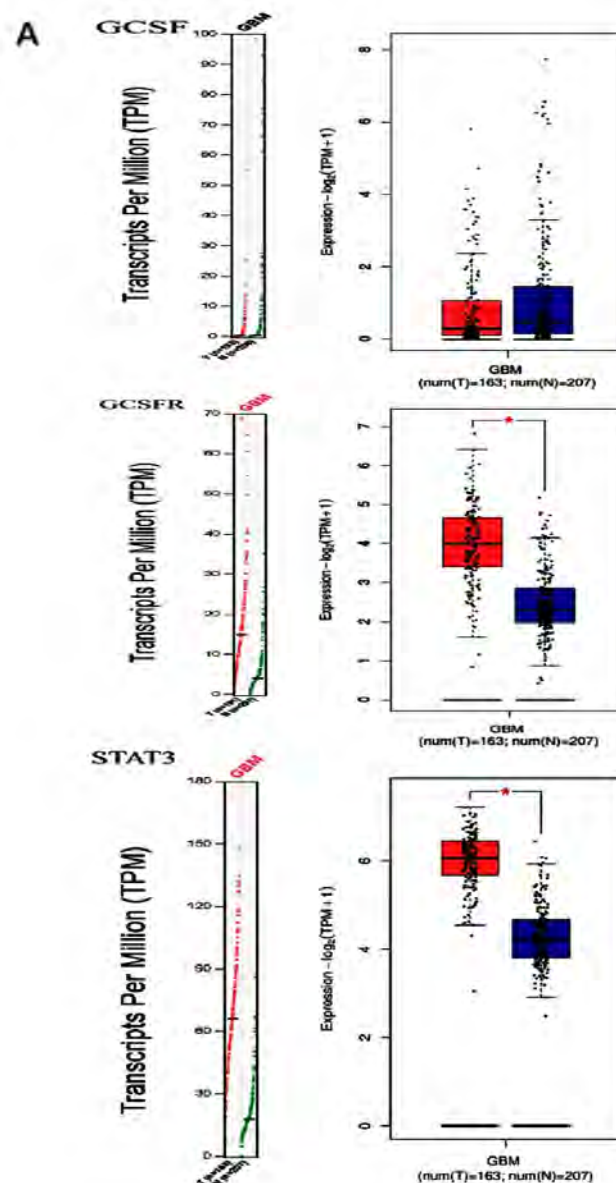 A
GCSF
GBM
Transcripts Per Million (TPM)
100
90
80
70
60
50
40
30
20
10
0
Expression – log₂(TPM+1)
8
6
4
2
0
GBM
(num(T)=163; num(N)=207)
GCSFR
GBM
Transcripts Per Million (TPM)
70
60
50
40
30
20
10
0
Expression – log₂(TPM+1)
7
6
5
4
3
2
1
0
*
GBM
(num(T)=163; num(N)=207)
STAT3
GBM
Transcripts Per Million (TPM)
180
150
120
90
60
30
0
Expression – log₂(TPM+1)
6
4
2
0
*
GBM
(num(T)=163; num(N)=207)